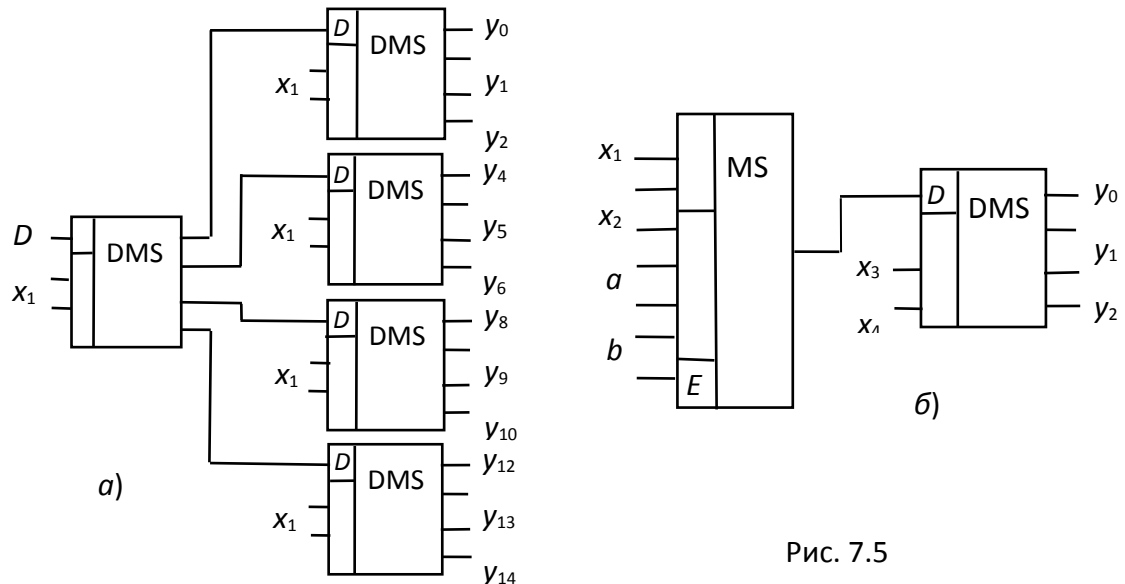 D DMS y₀
x₁ y₁
y₂
D DMS y₄
x₁ y₅
y₆
D DMS
x₁
D DMS y₈
x₁ y₉
y₁₀
D DMS y₁₂
x₁ y₁₃
y₁₄
а)
x₁ MS
x₂
a
b
E
D DMS y₀
x₃ y₁
x₄ y₂
б)
Рис. 7.5